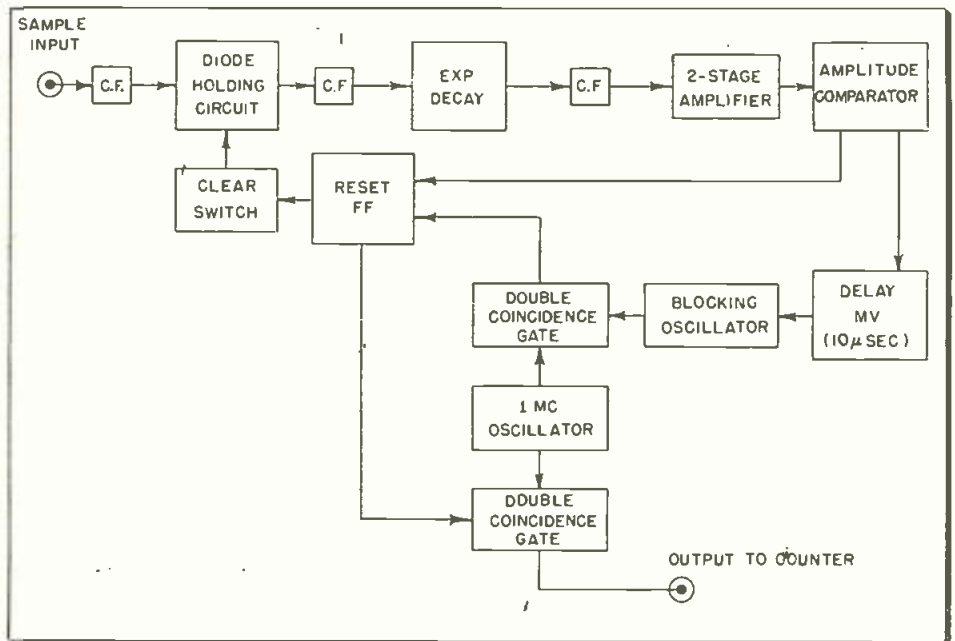 SAMPLE
INPUT
C.F.
DIODE
HOLDING
CIRCUIT
C.F
EXP
DECAY
C.F
2-STAGE
AMPLIFIER
AMPLITUDE
COMPARATOR
CLEAR
SWITCH
RESET
FF
DOUBLE
COINCIDENCE
GATE
BLOCKING
OSCILLATOR
DELAY
MV
(10μSEC)
1 MC
OSCILLATOR
DOUBLE
COINCIDENCE
GATE
OUTPUT TO COUNTER